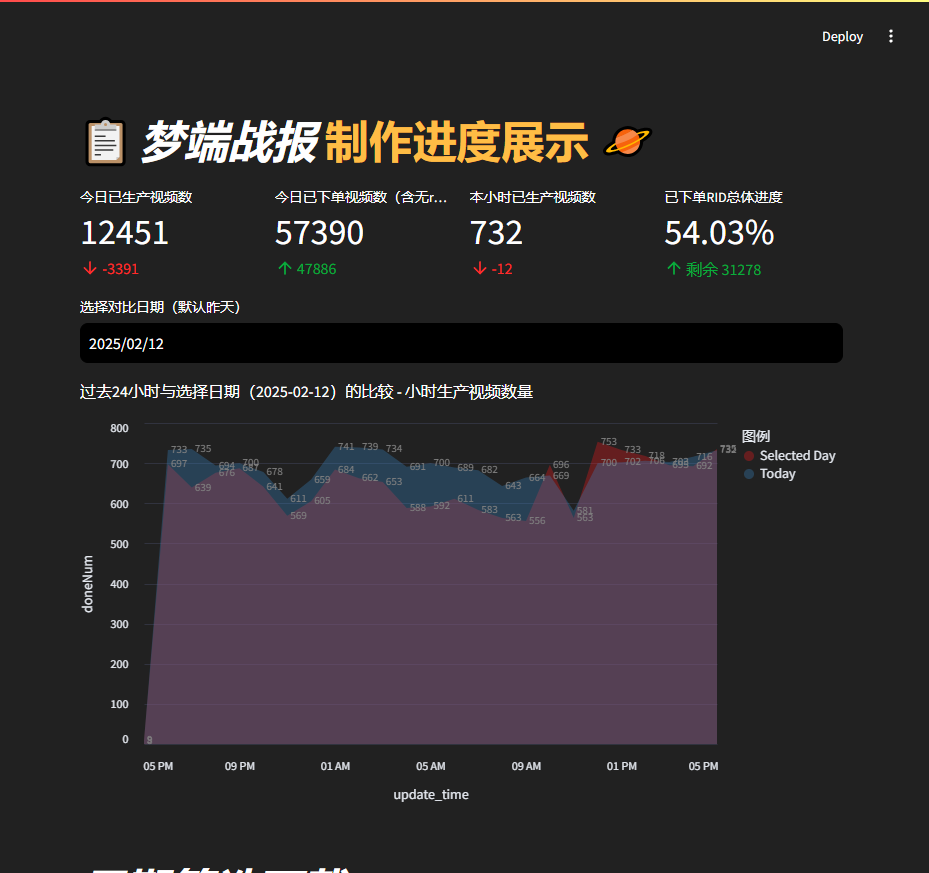 Deploy
梦端战报 制作进度展示
今日已生产视频数
12451
-3391
今日已下单视频数（含无r...
57390
47886
本小时已生产视频数
732
-12
已下单RID总体进度
54.03%
剩余 31278
选择对比日期（默认昨天）
2025/02/12
过去24小时与选择日期（2025-02-12）的比较 - 小时生产视频数量
doneNum
800
700
600
500
400
300
200
100
0
733 735 694 700 678 611 659 741 739 734 691 700 689 682 643 664 696 581 753 733 718 716 732
697 639 676 687 641 569 605 684 662 653 588 592 611 583 563 556 669 563 700 702 706 692
9
05 PM 09 PM 01 AM 05 AM 09 AM 01 PM 05 PM
update_time
图例
Selected Day
Today